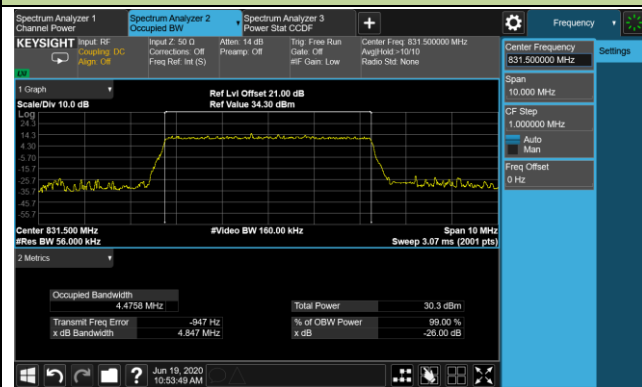 Spectrum Analyzer 1
Channel Power
Spectrum Analyzer 2
Occupied BW
Spectrum Analyzer 3
Power Stat CCDF
+
Frequency
KEYSIGHT
Input: RF
Coupling: DC
Align: Off
Input Z: 50 Ω
Corrections: Off
Freq Ref: Int (S)
Atten: 14 dB
Preamp: Off
Trig: Free Run
Gate: Off
#IF Gain: Low
Center Freq: 831.500000 MHz
Avg|Hold:>10/10
Radio Std: None
Center Frequency
831.500000 MHz
Settings
Span
10.000 MHz
CF Step
1.000000 MHz
Auto
Man
Freq Offset
0 Hz
1 Graph
Scale/Div 10.0 dB
Ref Lvl Offset 21.00 dB
Ref Value 34.30 dBm
Log
24.3
14.3
4.30
-5.70
-15.7
-25.7
-35.7
-45.7
-55.7
Center 831.500 MHz
#Video BW 160.00 kHz
Span 10 MHz
#Res BW 56.000 kHz
Sweep 3.07 ms (2001 pts)
2 Metrics
Occupied Bandwidth
4.4758 MHz
Total Power
30.3 dBm
Transmit Freq Error
-947 Hz
% of OBW Power
99.00 %
x dB Bandwidth
4.847 MHz
x dB
-26.00 dB
?
Jun 19, 2020
10:53:49 AM